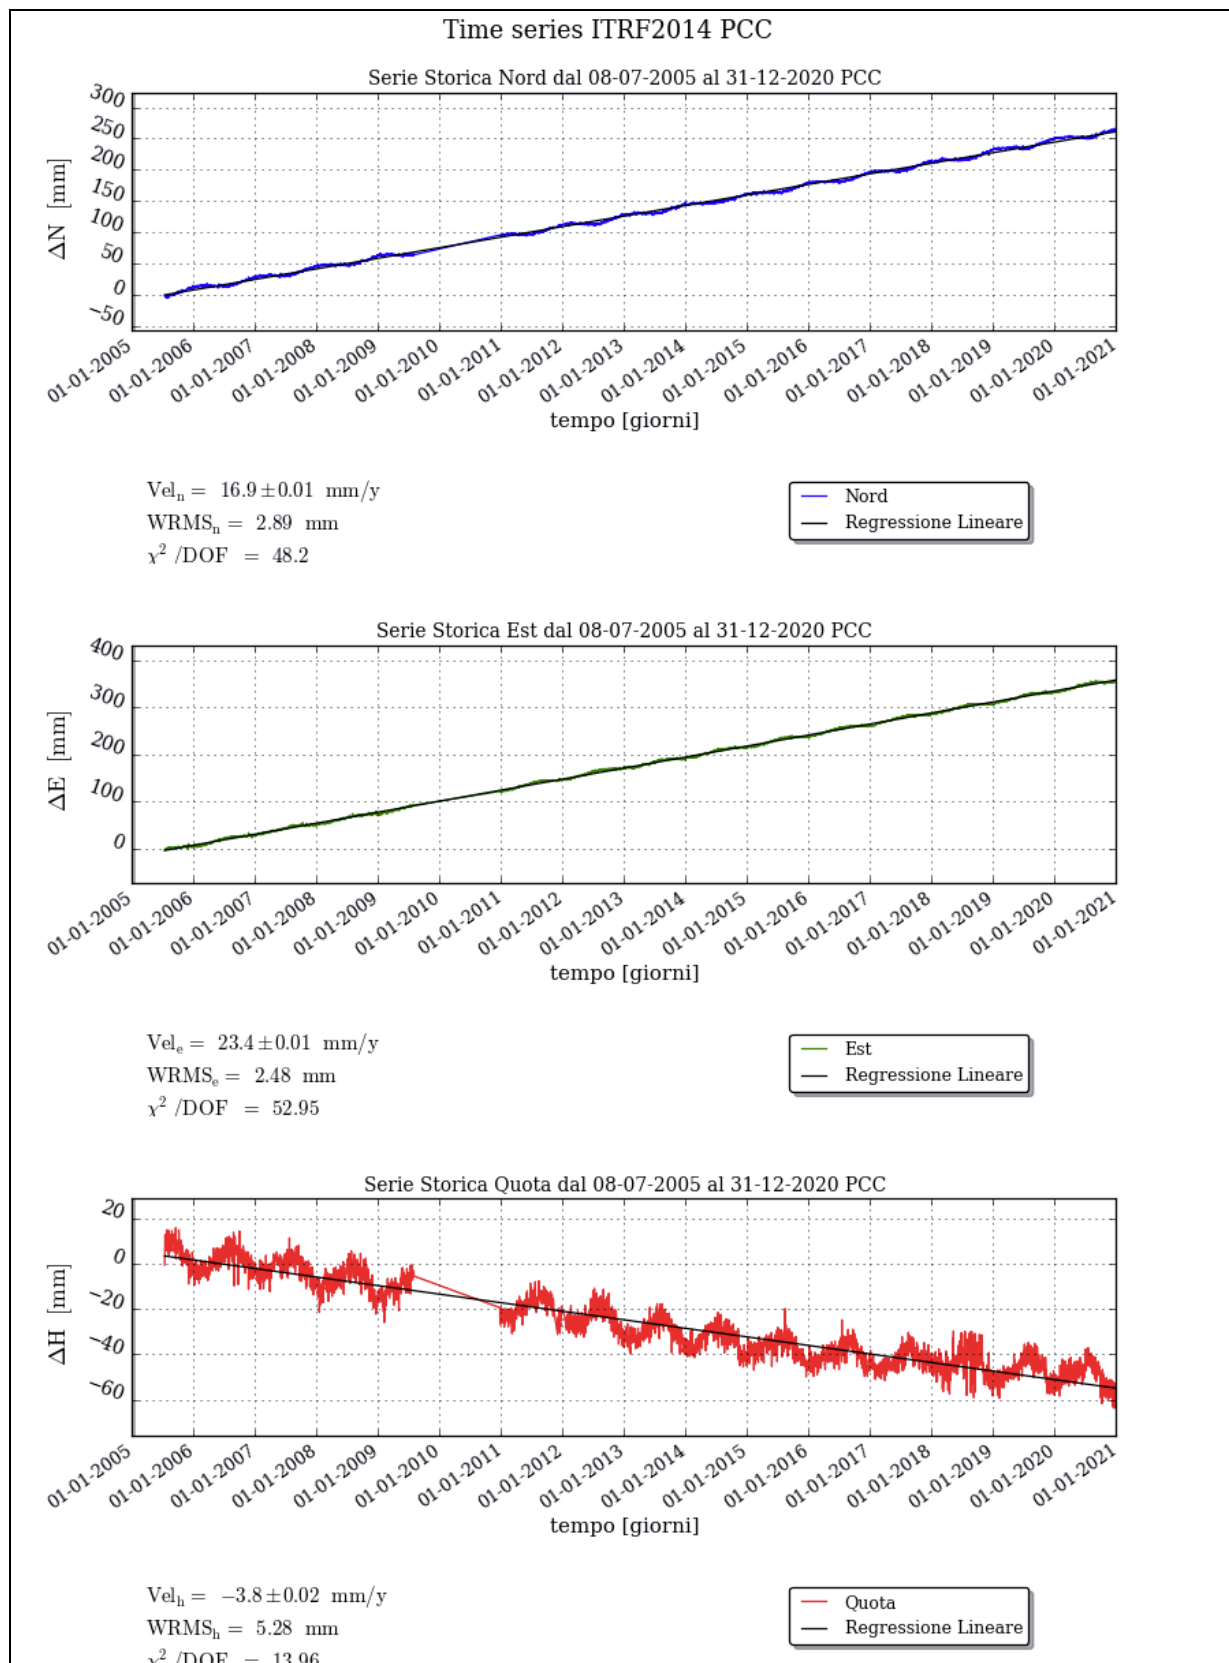 Time series ITRF2014 PCC
Serie Storica Nord dal 08-07-2005 al 31-12-2020 PCC
300
250
200
150
100
50
0
−50
ΔN [mm]
01-01-2005 01-01-2006 01-01-2007 01-01-2008 01-01-2009 01-01-2010 01-01-2011 01-01-2012 01-01-2013 01-01-2014 01-01-2015 01-01-2016 01-01-2017 01-01-2018 01-01-2019 01-01-2020 01-01-2021
tempo [giorni]
Velₙ = 16.9±0.01 mm/y
WRMSₙ = 2.89 mm
χ² /DOF = 48.2
Nord
Regressione Lineare
Serie Storica Est dal 08-07-2005 al 31-12-2020 PCC
400
300
200
100
0
ΔE [mm]
01-01-2005 01-01-2006 01-01-2007 01-01-2008 01-01-2009 01-01-2010 01-01-2011 01-01-2012 01-01-2013 01-01-2014 01-01-2015 01-01-2016 01-01-2017 01-01-2018 01-01-2019 01-01-2020 01-01-2021
tempo [giorni]
Velₑ = 23.4±0.01 mm/y
WRMSₑ = 2.48 mm
χ² /DOF = 52.95
Est
Regressione Lineare
Serie Storica Quota dal 08-07-2005 al 31-12-2020 PCC
20
0
−20
−40
−60
ΔH [mm]
01-01-2005 01-01-2006 01-01-2007 01-01-2008 01-01-2009 01-01-2010 01-01-2011 01-01-2012 01-01-2013 01-01-2014 01-01-2015 01-01-2016 01-01-2017 01-01-2018 01-01-2019 01-01-2020 01-01-2021
tempo [giorni]
Velₕ = −3.8±0.02 mm/y
WRMSₕ = 5.28 mm
χ² /DOF = 13.96
Quota
Regressione Lineare